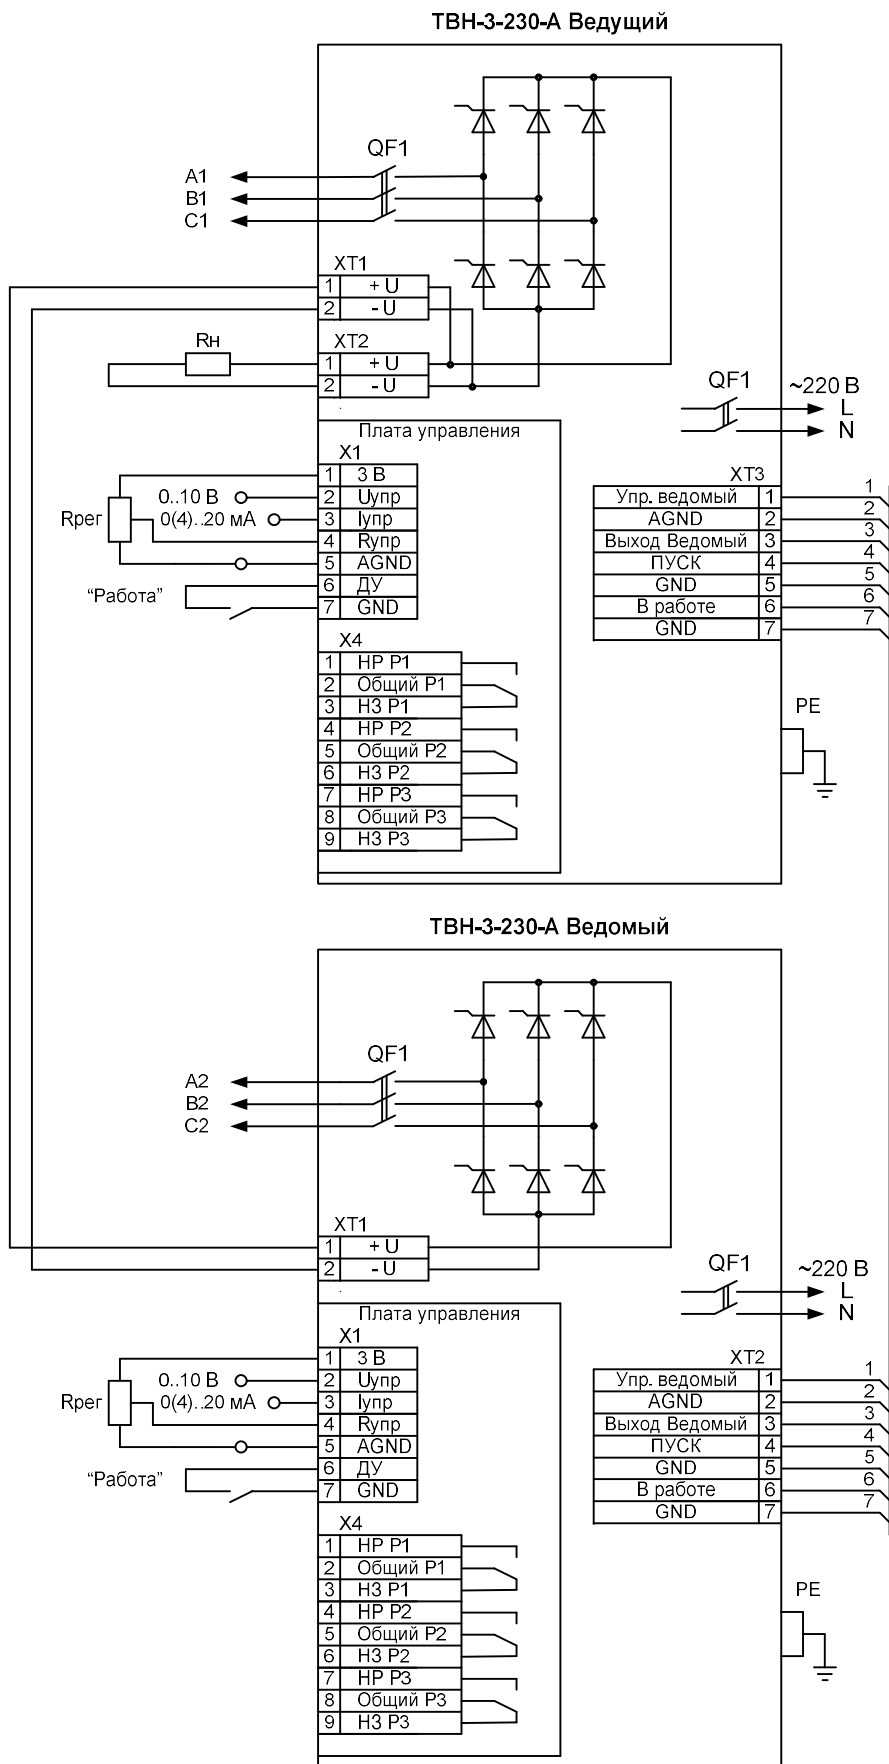 ТВН-3-230-А Ведущий
QF1
A1
B1
C1
XT1
1 + U
2 - U
Rн
XT2
1 + U
2 - U
QF1
~220 В
L
N
Плата управления
X1
1 3 В
0..10 В 2 Uупр
0(4)..20 мА 3 Iупр
Rрег
4 Rупр
5 AGND
6 ДУ
“Работа”
7 GND
XT3
Упр. ведомый 1 1
AGND 2 2
Выход Ведомый 3 3
ПУСК 4 4
GND 5 5
В работе 6 6
GND 7 7
X4
1 НР Р1
2 Общий Р1
3 НЗ Р1
4 НР Р2
5 Общий Р2
6 НЗ Р2
7 НР Р3
8 Общий Р3
9 НЗ Р3
PE
ТВН-3-230-А Ведомый
QF1
A2
B2
C2
XT1
1 + U
2 - U
QF1
~220 В
L
N
Плата управления
X1
1 3 В
0..10 В 2 Uупр
0(4)..20 мА 3 Iупр
Rрег
4 Rупр
5 AGND
6 ДУ
“Работа”
7 GND
XT2
Упр. ведомый 1 1
AGND 2 2
Выход Ведомый 3 3
ПУСК 4 4
GND 5 5
В работе 6 6
GND 7 7
X4
1 НР Р1
2 Общий Р1
3 НЗ Р1
4 НР Р2
5 Общий Р2
6 НЗ Р2
7 НР Р3
8 Общий Р3
9 НЗ Р3
PE